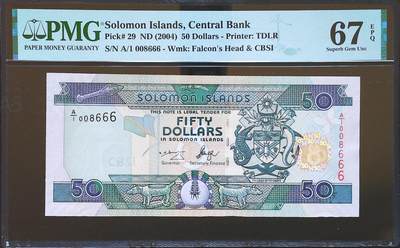 PMG
PAPER MONEY GUARANTY
Solomon Islands, Central Bank
Pick# 29 ND (2004) 50 Dollars - Printer: TDLR
S/N A/1 008666 - Wmk: Falcon's Head & CBSI
67 EPQ
Superb Gem Unc
50
SOLOMON ISLANDS
50
THIS NOTE IS LEGAL TENDER FOR
FIFTY
DOLLARS
IN SOLOMON ISLANDS
A/1 008666
A/1 008666
Governor
50
50